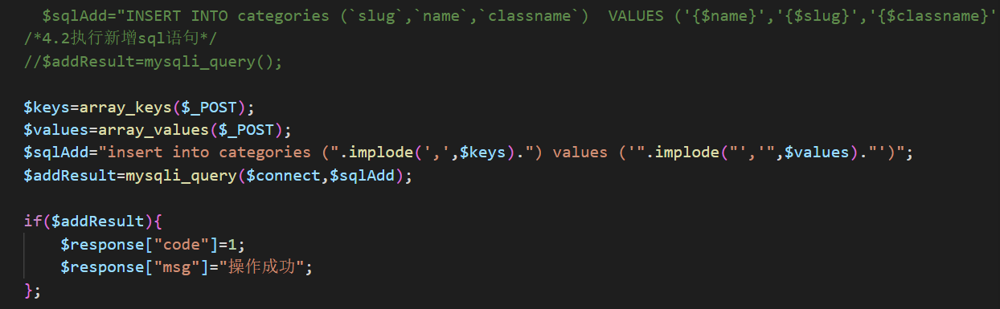 $sqlAdd="INSERT INTO categories (`slug`,`name`,`classname`)  VALUES ('{$name}','{$slug}','{$classname}'
/*4.2执行新增sql语句*/
//$addResult=mysqli_query();
$keys=array_keys($_POST);
$values=array_values($_POST);
$sqlAdd="insert into categories (".implode(',',$keys).") values ('".implode("','",$values)."')";
$addResult=mysqli_query($connect,$sqlAdd);
if($addResult){
    $response["code"]=1;
    $response["msg"]="操作成功";
};